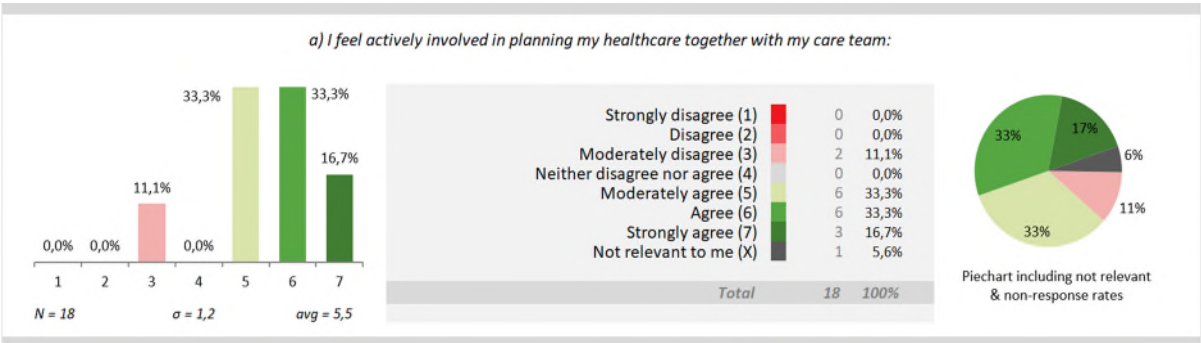 a) I feel actively involved in planning my healthcare together with my care team:
33,3%
33,3%
16,7%
11,1%
0,0%
0,0%
0,0%
1 2 3 4 5 6 7
N = 18 σ = 1,2 avg = 5,5
Strongly disagree (1) 0 0,0%
Disagree (2) 0 0,0%
Moderately disagree (3) 2 11,1%
Neither disagree nor agree (4) 0 0,0%
Moderately agree (5) 6 33,3%
Agree (6) 6 33,3%
Strongly agree (7) 3 16,7%
Not relevant to me (X) 1 5,6%
Total 18 100%
33%
17%
6%
11%
33%
Piechart including not relevant
& non-response rates